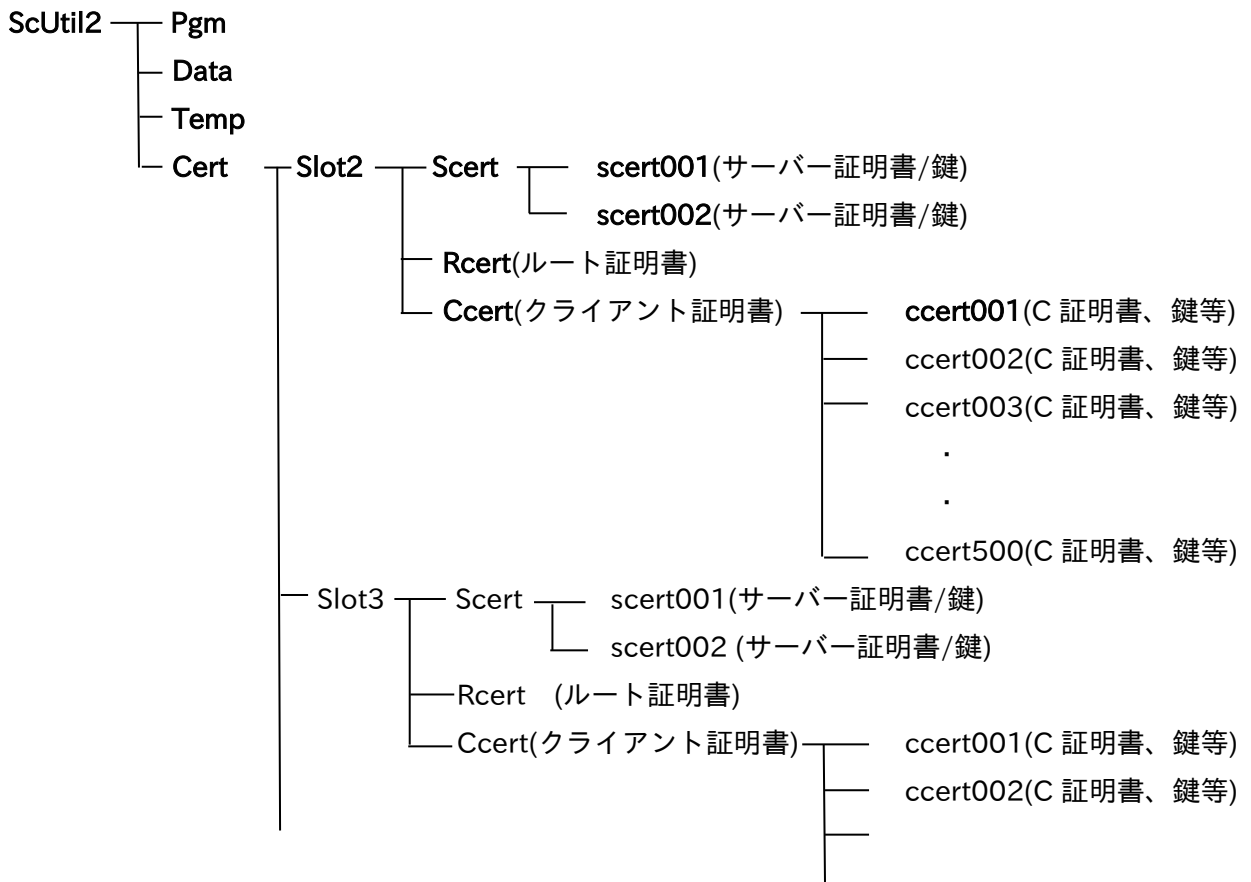 ScUtil2 Pgm
Data
Temp
Cert Slot2 Scert scert001(サーバー証明書/鍵)
scert002(サーバー証明書/鍵)
Rcert(ルート証明書)
Ccert(クライアント証明書) ccert001(C 証明書、鍵等)
ccert002(C 証明書、鍵等)
ccert003(C 証明書、鍵等)
・
・
ccert500(C 証明書、鍵等)
Slot3 Scert scert001(サーバー証明書/鍵)
scert002 (サーバー証明書/鍵)
Rcert (ルート証明書)
Ccert(クライアント証明書) ccert001(C 証明書、鍵等)
ccert002(C 証明書、鍵等)